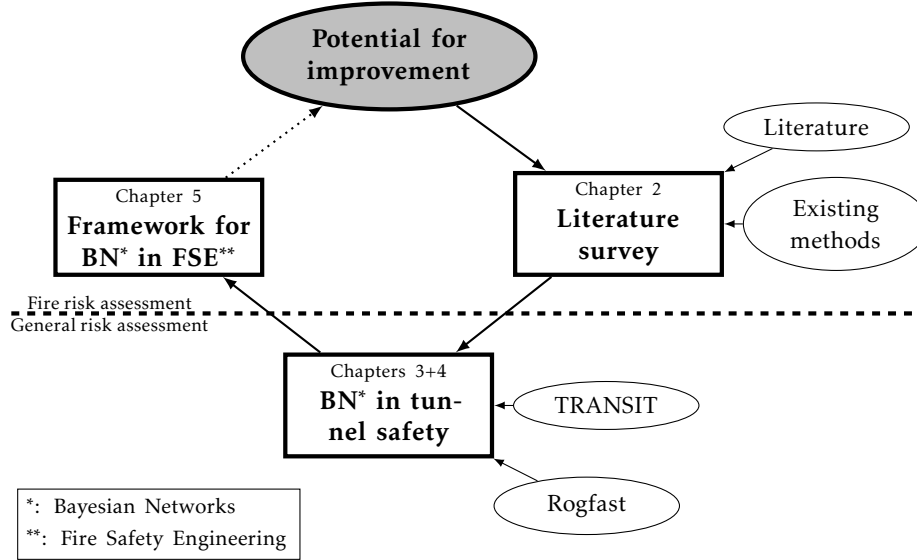 Potential for
improvement
Literature
Chapter 5
Framework for
BN* in FSE**
Chapter 2
Literature
survey
Existing
methods
Fire risk assessment
General risk assessment
Chapters 3+4
BN* in tun-
nel safety
TRANSIT
Rogfast
*: Bayesian Networks
**: Fire Safety Engineering